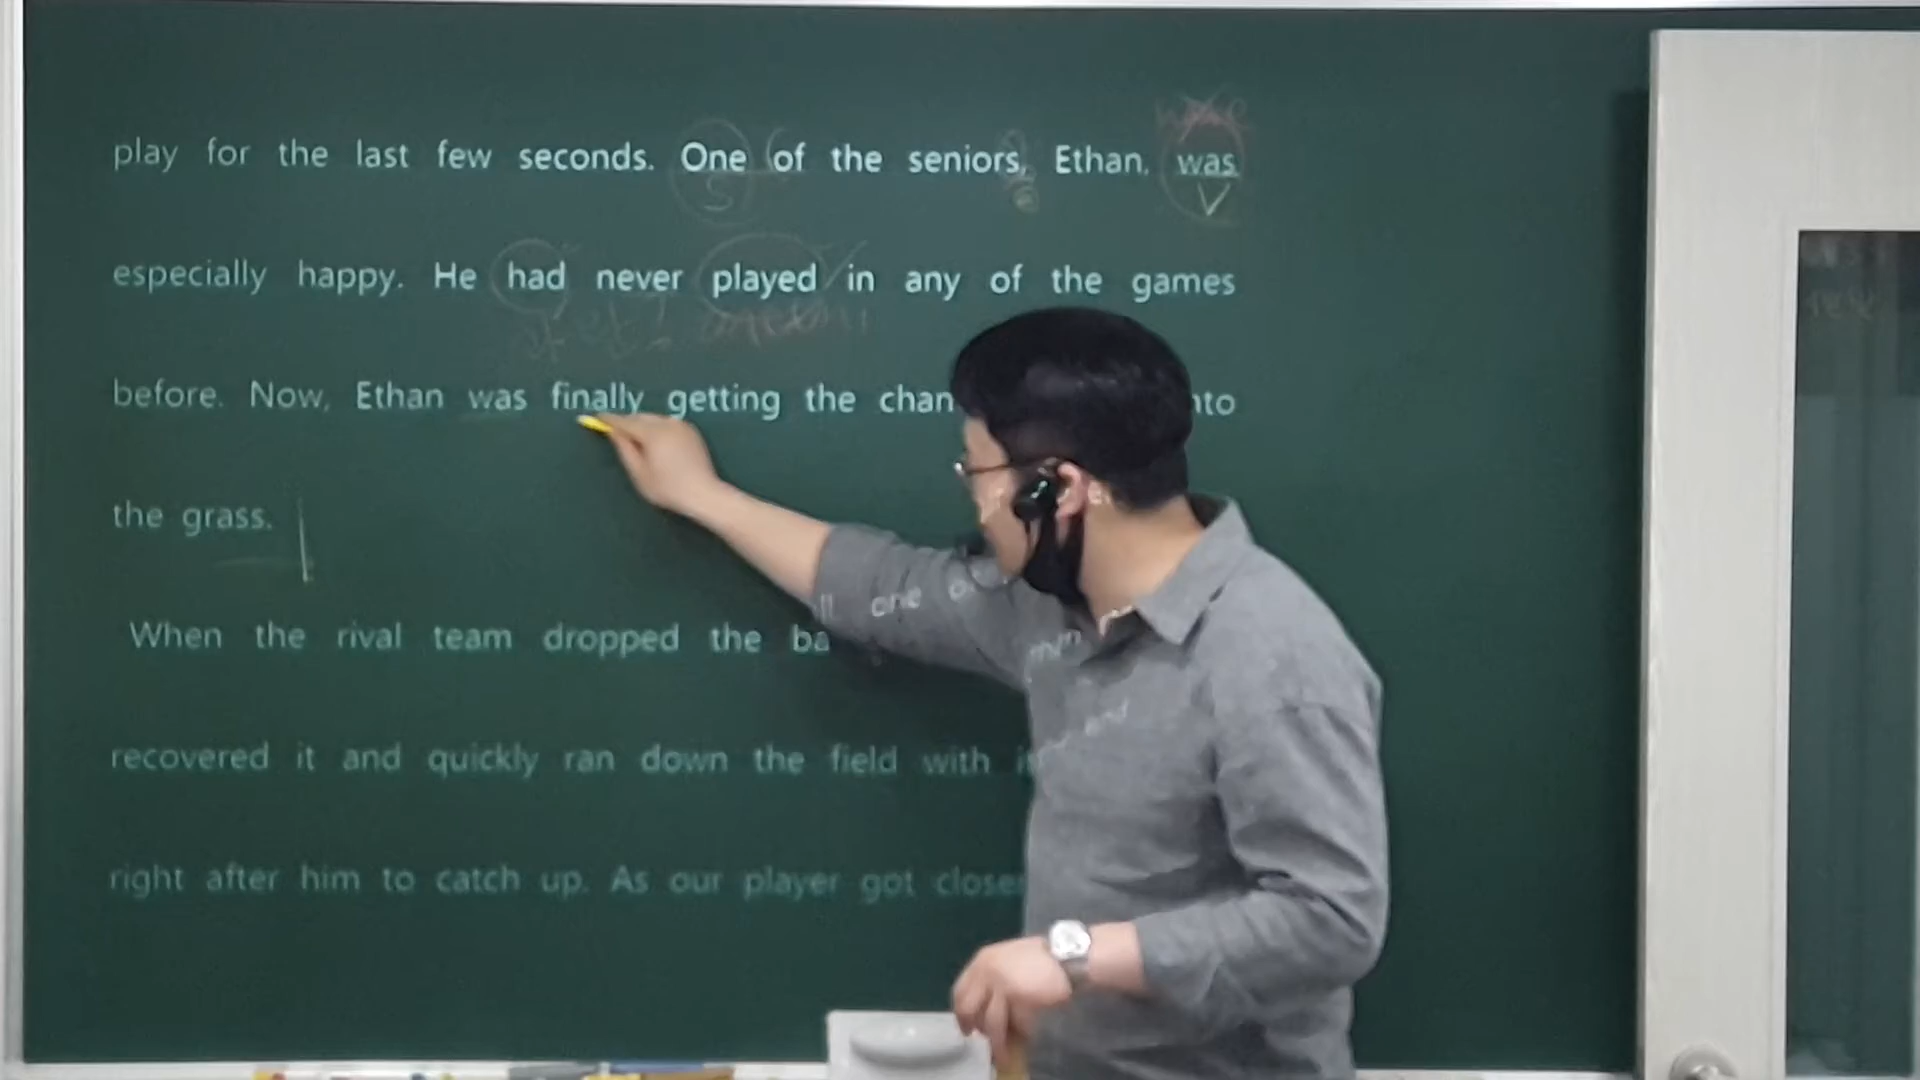 play for the last few seconds. One of the seniors, Ethan, was
S V
especially happy. He had never played in any of the games
before. Now, Ethan was finally getting the chan nto
the grass.
ll one o
When the rival team dropped the ba
recovered it and quickly ran down the field with i
right after him to catch up. As our player got closer